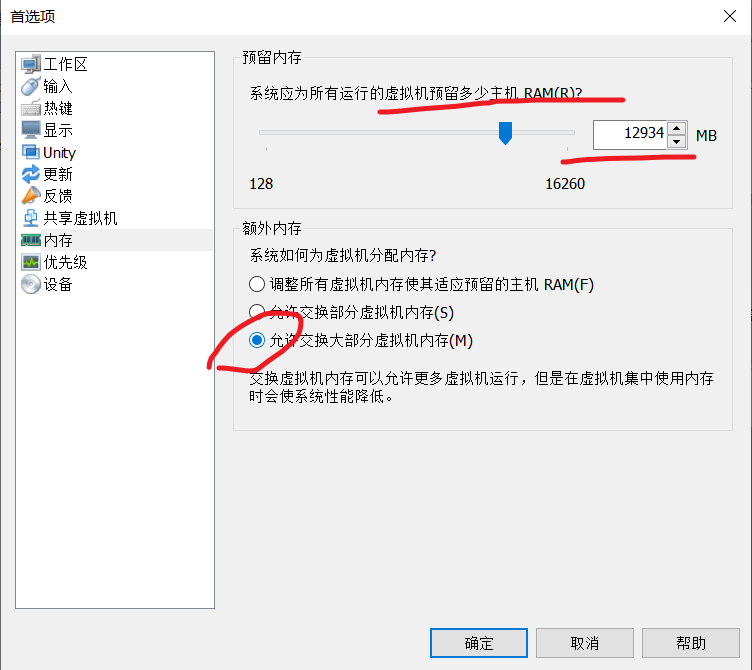 首选项
工作区
输入
热键
显示
Unity
更新
反馈
共享虚拟机
内存
优先级
设备
预留内存
系统应为所有运行的虚拟机预留多少主机 RAM(R)?
12934 MB
128 16260
额外内存
系统如何为虚拟机分配内存?
调整所有虚拟机内存使其适应预留的主机 RAM(F)
允许交换部分虚拟机内存(S)
允许交换大部分虚拟机内存(M)
交换虚拟机内存可以允许更多虚拟机运行，但是在虚拟机集中使用内存
时会使系统性能降低。
确定 取消 帮助